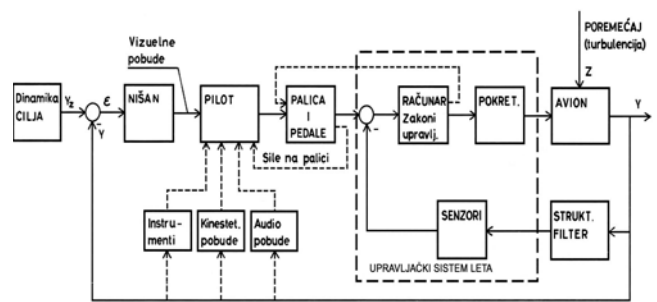 POREMEĆAJ
(turbulencija)
Z
Vizuelne
pobude
Dinamika
CILJA
Yz
ε
-
Y
NIŠAN
PILOT
PALICA
I
PEDALE
-
RAČUNAR
Zakoni
upravlj.
POKRET.
AVION
Y
Sile na palici
Instru-
menti
Kinestet.
pobude
Audio
pobude
SENZORI
STRUKT.
FILTER
UPRAVLJAČKI SISTEM LETA